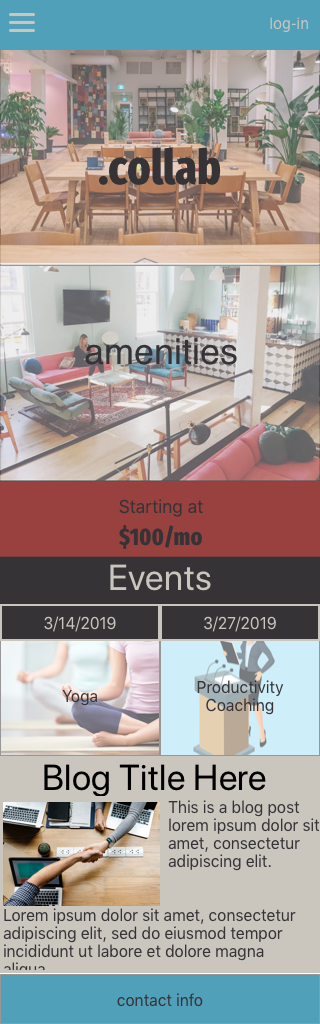 log-in
.collab
amenities
Starting at
$100/mo
Events
3/14/2019
3/27/2019
Yoga
Productivity
Coaching
Blog Title Here
This is a blog post
lorem ipsum dolor sit
amet, consectetur
adipiscing elit.
Lorem ipsum dolor sit amet, consectetur
adipiscing elit, sed do eiusmod tempor
incididunt ut labore et dolore magna
aliqua
contact info